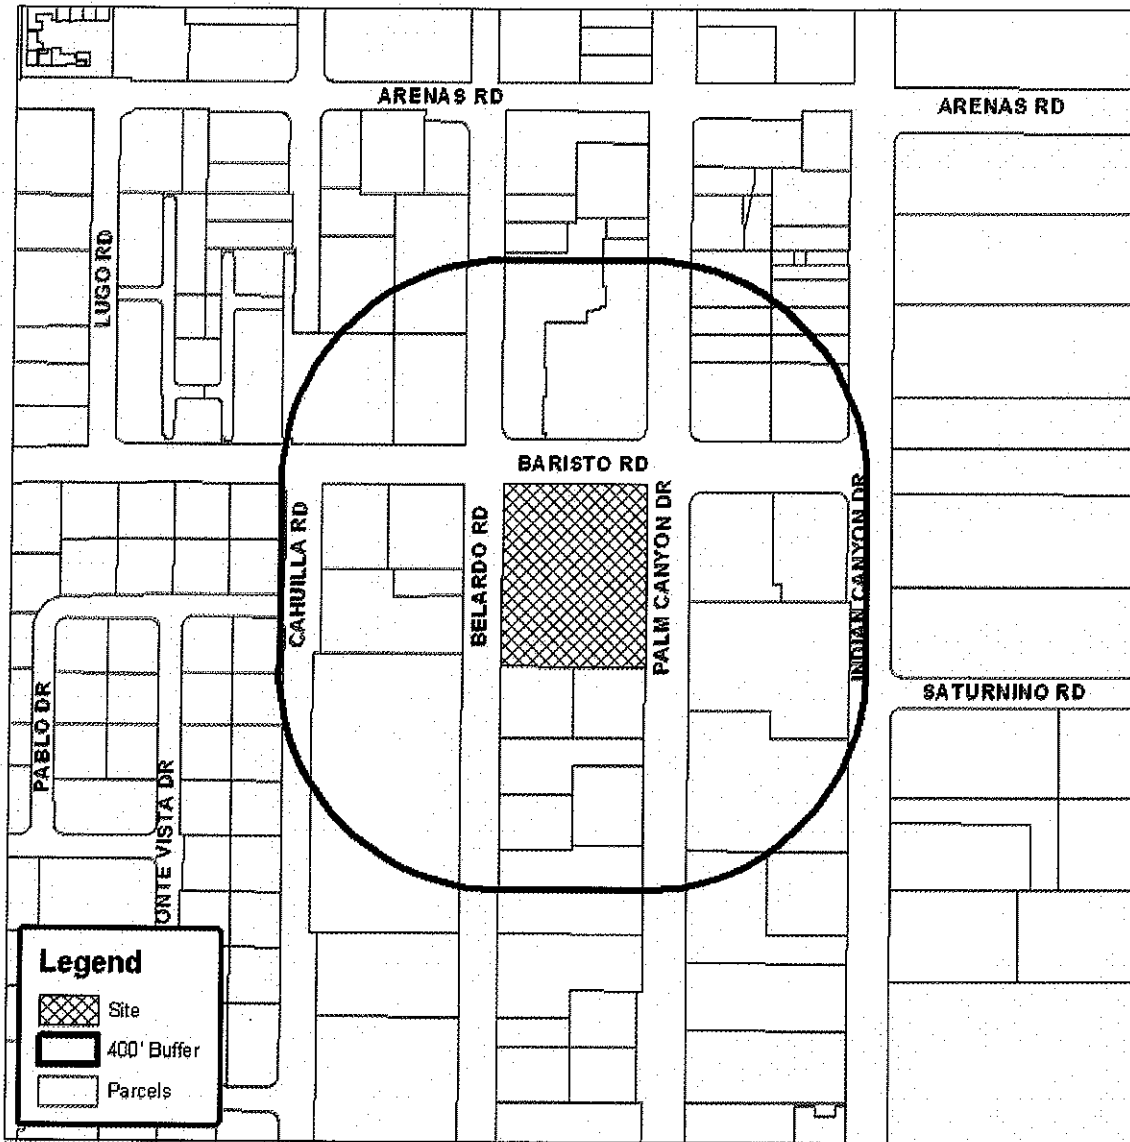 ARENAS RD
ARENAS RD
LUGO RD
BARISTO RD
CAHUILLA RD
BELARDO RD
PALM CANYON DR
INDIAN CANYON DR
SATURNINO RD
PABLO DR
ONTE VISTA DR
Legend
Site
400' Buffer
Parcels